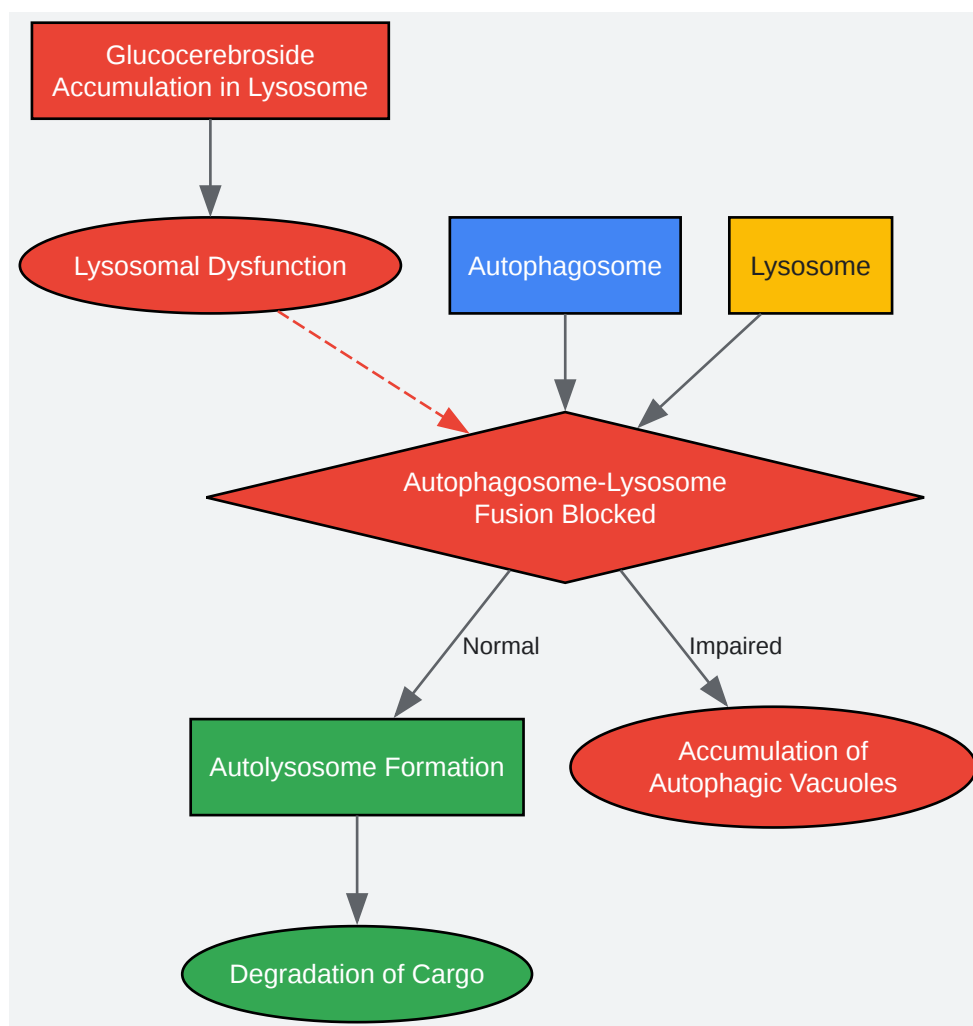 Glucocerebroside
Accumulation in Lysosome
Lysosomal Dysfunction
Autophagosome
Lysosome
Autophagosome-Lysosome
Fusion Blocked
Normal
Impaired
Autolysosome Formation
Accumulation of
Autophagic Vacuoles
Degradation of Cargo